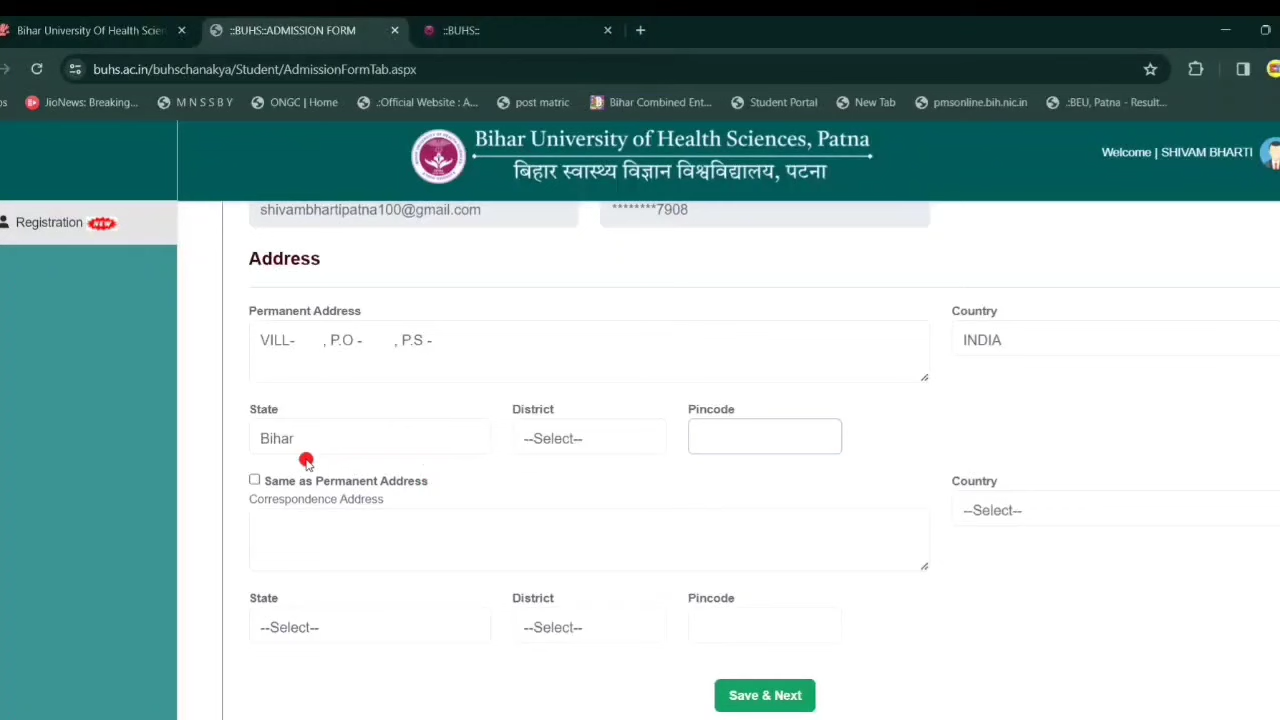 Bihar University Of Health Scien
::BUHS::ADMISSION FORM
::BUHS::
buhs.ac.in/buhschanakya/Student/AdmissionFormTab.aspx
JioNews: Breaking...
M N S S B Y
ONGC | Home
.:Official Website : A...
post matric
Bihar Combined Ent...
Student Portal
New Tab
pmsonline.bih.nic.in
.:BEU, Patna - Result...
Bihar University of Health Sciences, Patna
बिहार स्वास्थ्य विज्ञान विश्वविद्यालय, पटना
Welcome | SHIVAM BHARTI
Registration NEW
shivambhartipatna100@gmail.com
********7908
Address
Permanent Address
Country
VILL- , P.O - , P.S -
INDIA
State
District
Pincode
Bihar
--Select--
Same as Permanent Address
Country
Correspondence Address
--Select--
State
District
Pincode
--Select--
--Select--
Save & Next